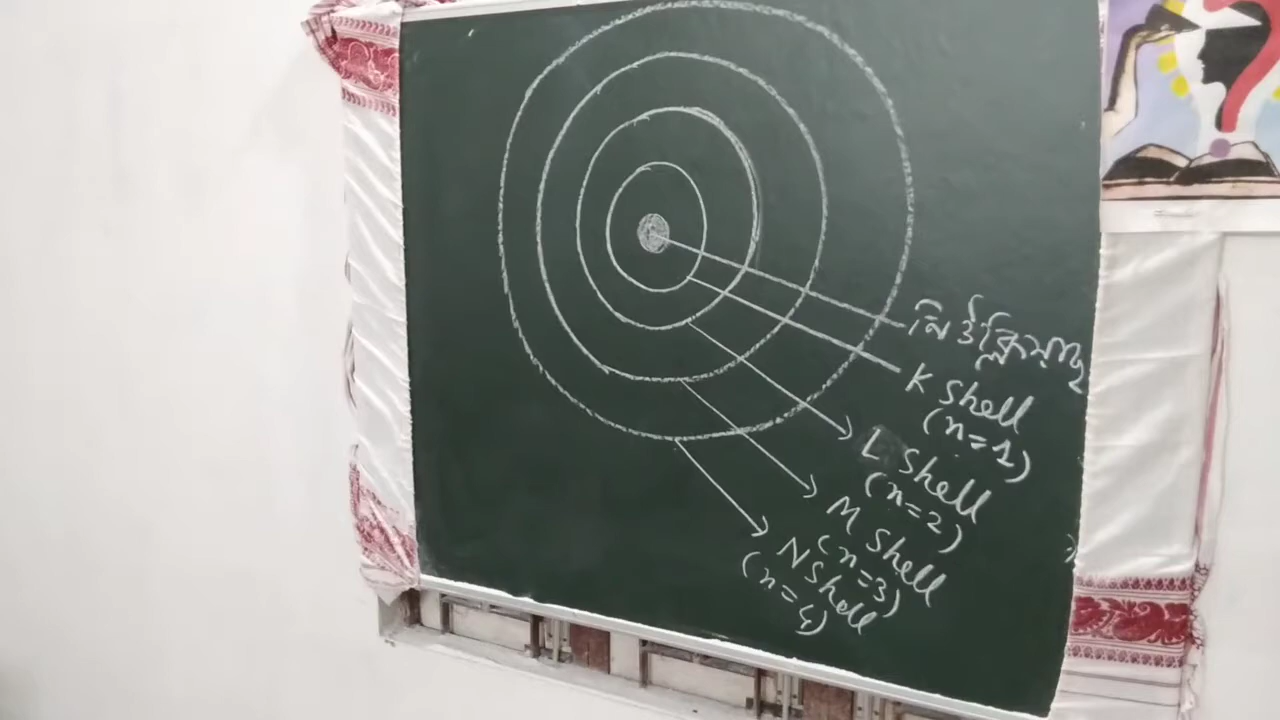 নিউক্লিয়াছ
K Shell
(n=1)
L Shell
(n=2)
M Shell
(n=3)
N Shell
(n=4)